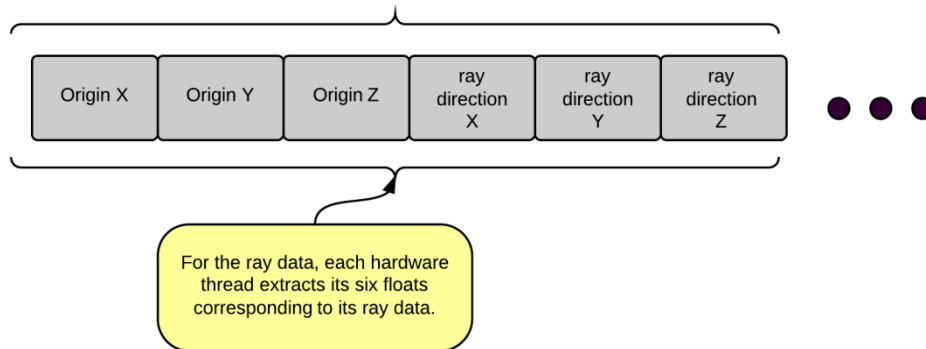 Origin X
Origin Y
Origin Z
ray
direction
X
ray
direction
Y
ray
direction
Z
For the ray data, each hardware
thread extracts its six floats
corresponding to its ray data.